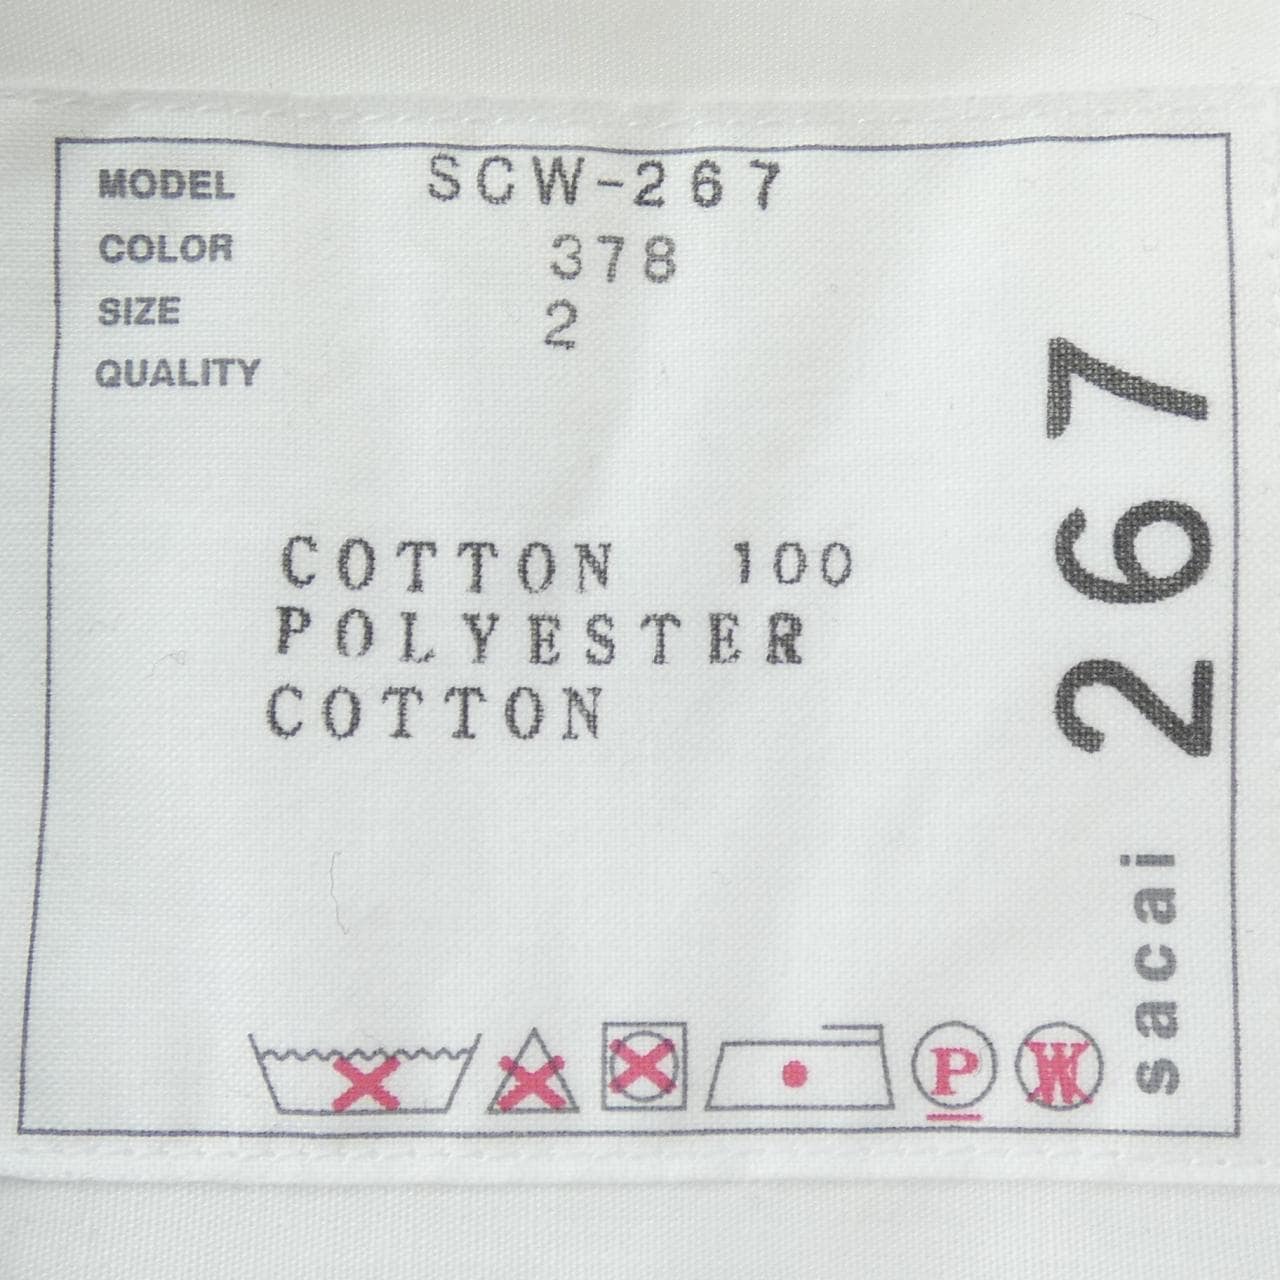 MODEL SCW-267
COLOR 378
SIZE 2
QUALITY
COTTON 100
POLYESTER
COTTON
sacai 267
P W